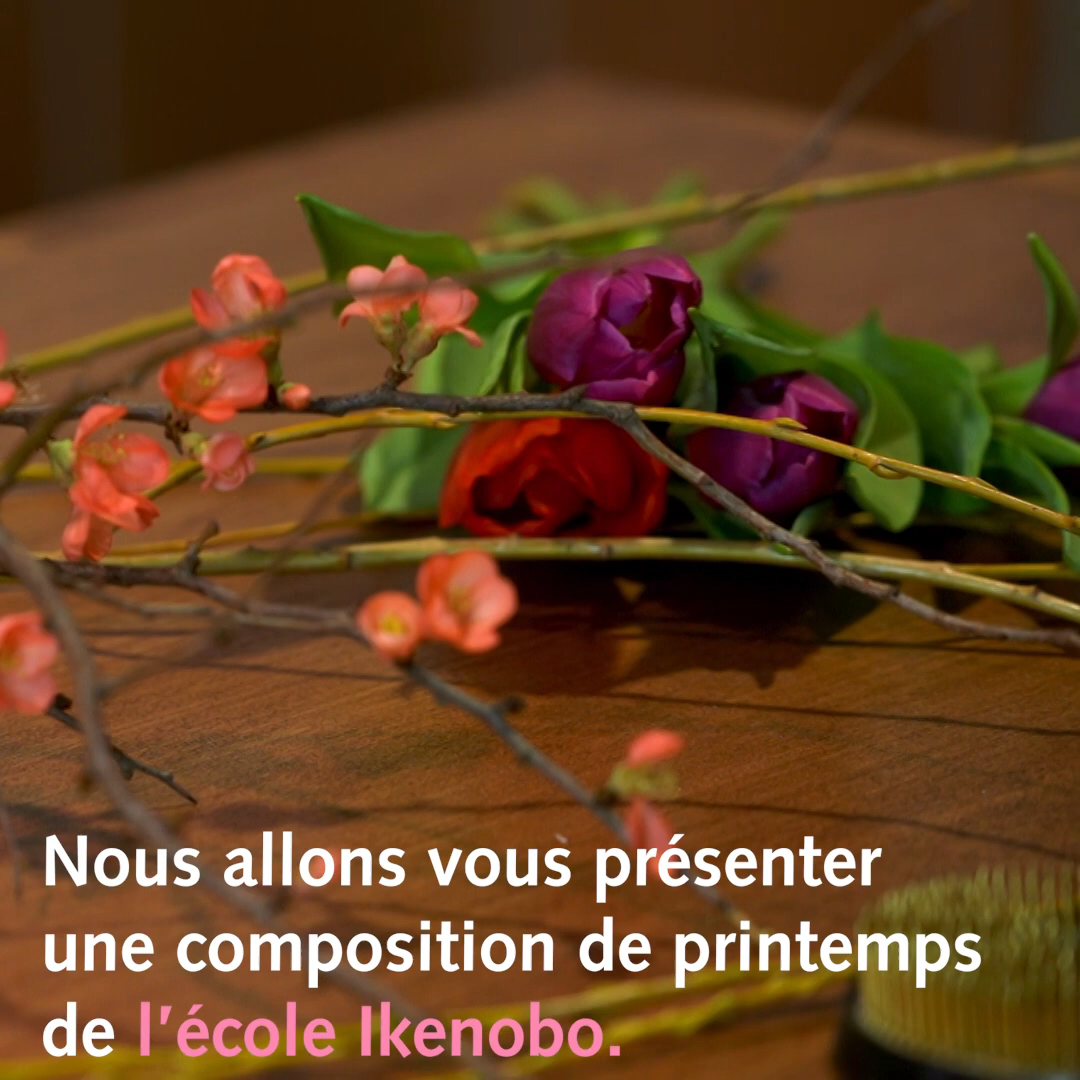 Nous allons vous présenter
une composition de printemps
de l'école Ikenobo.